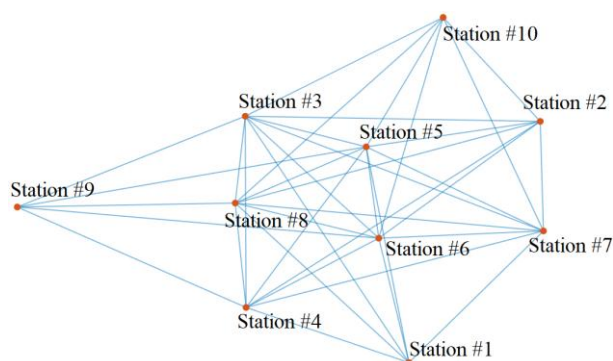 Station #10
Station #3
Station #2
Station #5
Station #9
Station #8
Station #6
Station #7
Station #4
Station #1